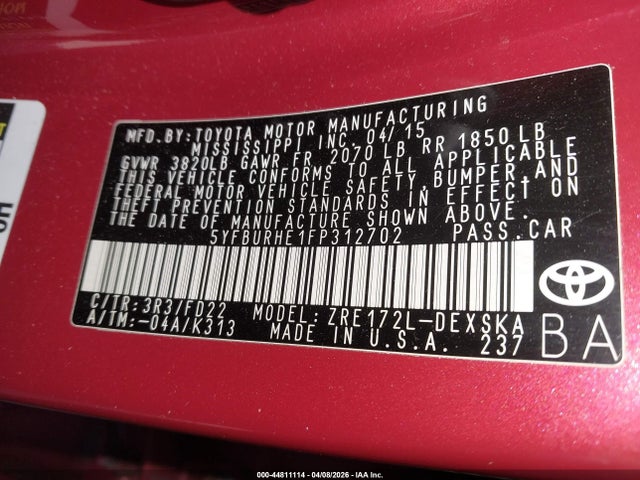 MFD.BY:TOYOTA MOTOR MANUFACTURING
MISSISSIPPI INC. 04/15
GVWR 3820LB GAWR FR 2070 LB RR 1850LB
THIS VEHICLE CONFORMS TO ALL APPLICABLE
FEDERAL MOTOR VEHICLE SAFETY,BUMPER,AND
THEFT PREVENTION STANDARDS IN EFFECT ON
THE DATE OF MANUFACTURE SHOWN ABOVE.
5YFBURHE1FP312702 PASS.CAR
C/TR:3R3/FD22 MODEL:ZRE172L-DEXSKA
A/TM:-04A/K313 MADE IN U.S.A. 237
BA
000-44811114 | 04/08/2026 | IAA Inc.